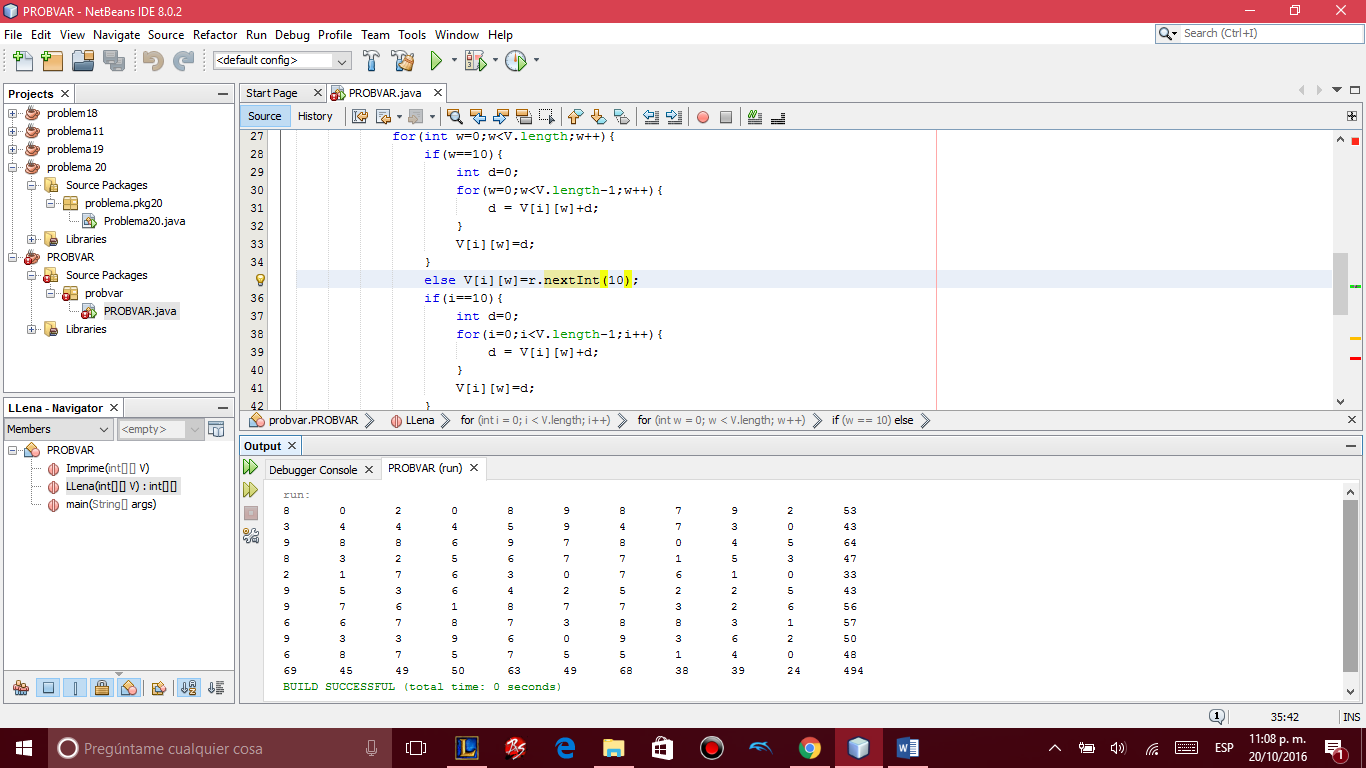 PROBVAR - NetBeans IDE 8.0.2
File Edit View Navigate Source Refactor Run Debug Profile Team Tools Window Help
Search (Ctrl+I)
<default config>
Projects
problem18
problema11
problema19
problema 20
Source Packages
problema.pkg20
Problema20.java
Libraries
PROBVAR
Source Packages
probvar
PROBVAR.java
Libraries
LLena - Navigator
Members
<empty>
PROBVAR
Imprime(int[][] V)
LLena(int[][] V) : int[][]
main(String[] args)
Start Page PROBVAR.java
Source History
27 for(int w=0;w<V.length;w++){
28 if(w==10){
29 int d=0;
30 for(w=0;w<V.length-1;w++){
31 d = V[i][w]+d;
32 }
33 V[i][w]=d;
34 }
else V[i][w]=r.nextInt(10);
36 if(i==10){
37 int d=0;
38 for(i=0;i<V.length-1;i++){
39 d = V[i][w]+d;
40 }
41 V[i][w]=d;
42 }
probvar.PROBVAR LLena for (int i = 0; i < V.length; i++) for (int w = 0; w < V.length; w++) if (w == 10) else
Output
Debugger Console PROBVAR (run)
run:
8 0 2 0 8 9 8 7 9 2 53
3 4 4 4 5 9 4 7 3 0 43
9 8 8 6 9 7 8 0 4 5 64
8 3 2 5 6 7 7 1 5 3 47
2 1 7 6 3 0 7 6 1 0 33
9 5 3 6 4 2 5 2 2 5 43
9 7 6 1 8 7 7 3 2 6 56
6 6 7 8 7 3 8 8 3 1 57
9 3 3 9 6 0 9 3 6 2 50
6 8 7 5 7 5 5 1 4 0 48
69 45 49 50 63 49 68 38 39 24 494
BUILD SUCCESSFUL (total time: 0 seconds)
1 35:42 INS
Pregúntame cualquier cosa
ESP
11:08 p. m.
20/10/2016
1